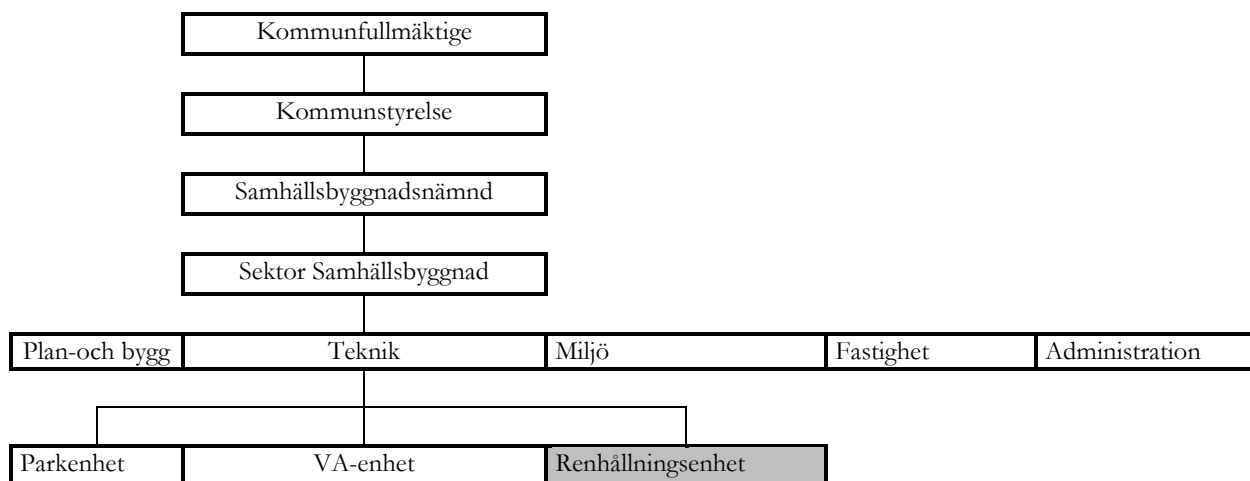 Kommunfullmäktige
Kommunstyrelse
Samhällsbyggnadsnämnd
Sektor Samhällsbyggnad
Plan-och bygg Teknik Miljö Fastighet Administration
Parkenhet VA-enhet Renhållningsenhet